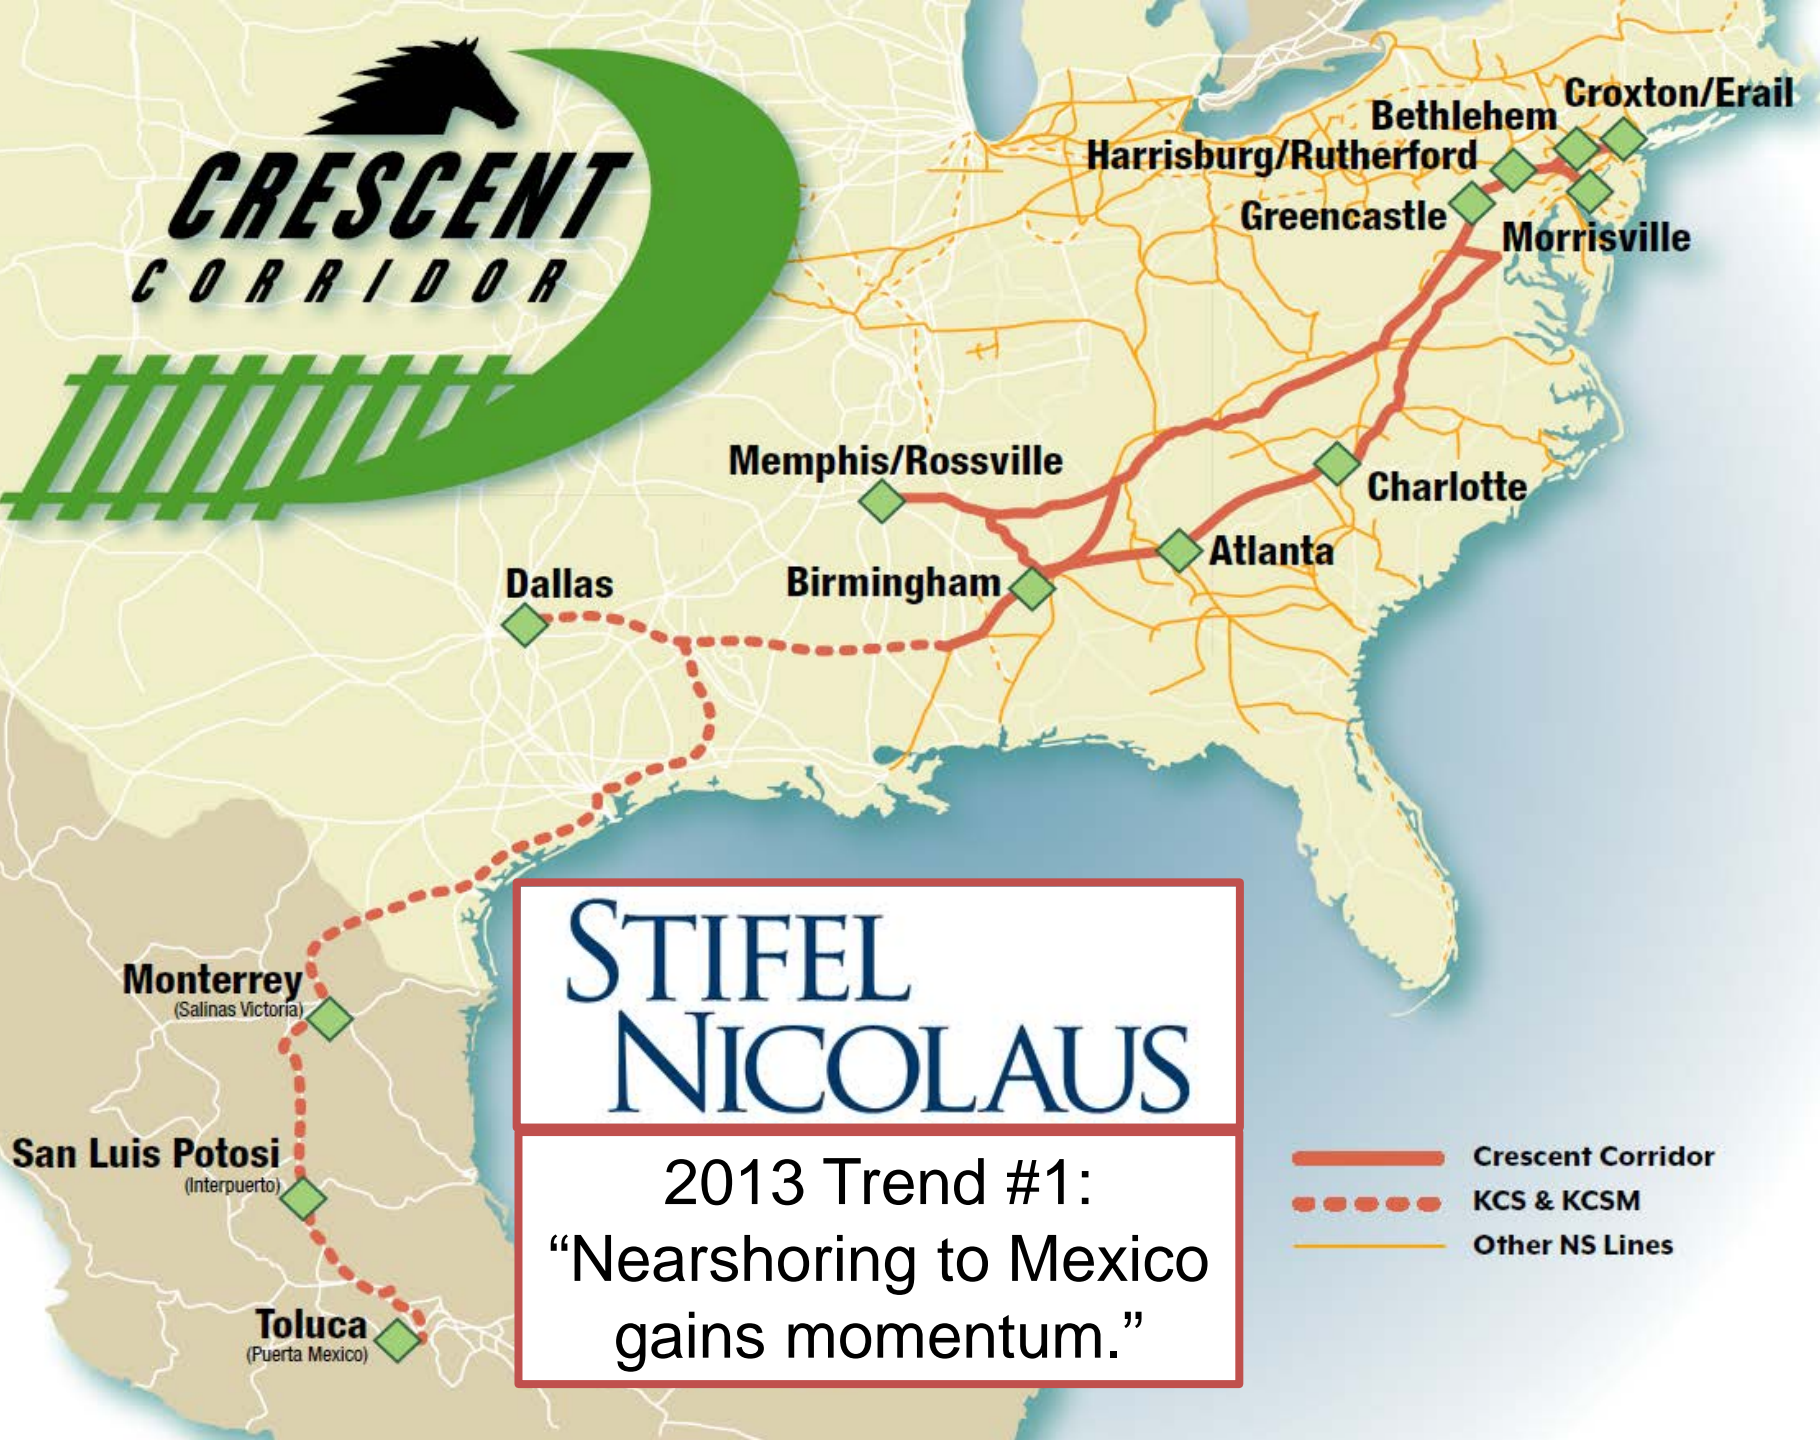 CRESCENT
CORRIDOR
Croxton/Erail
Bethlehem
Harrisburg/Rutherford
Greencastle
Morrisville
Memphis/Rossville
Charlotte
Atlanta
Dallas
Birmingham
Monterrey
(Salinas Victoria)
San Luis Potosi
(Interpuerto)
Toluca
(Puerta Mexico)
STIFEL
NICOLAUS
2013 Trend #1:
“Nearshoring to Mexico
gains momentum.”
Crescent Corridor
KCS & KCSM
Other NS Lines